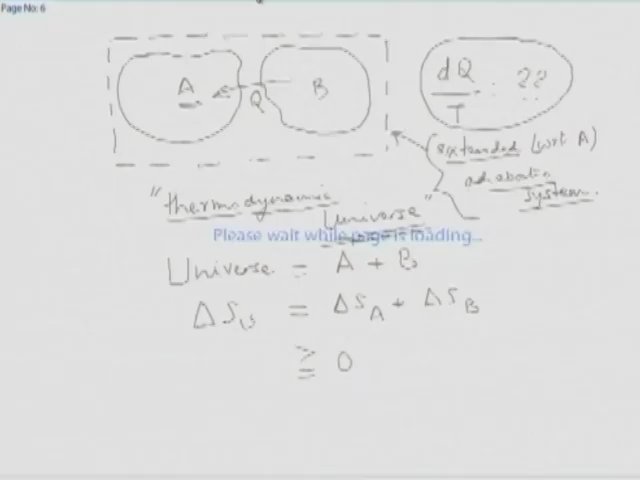 Page No: 6
A
B
Q
dQ
T
: ??
extended (wrt A)
adiabatic
system.
"thermodynamic
Universe"
Please wait while page is loading...
Universe = A + B
ΔS_U = ΔS_A + ΔS_B
≥ 0